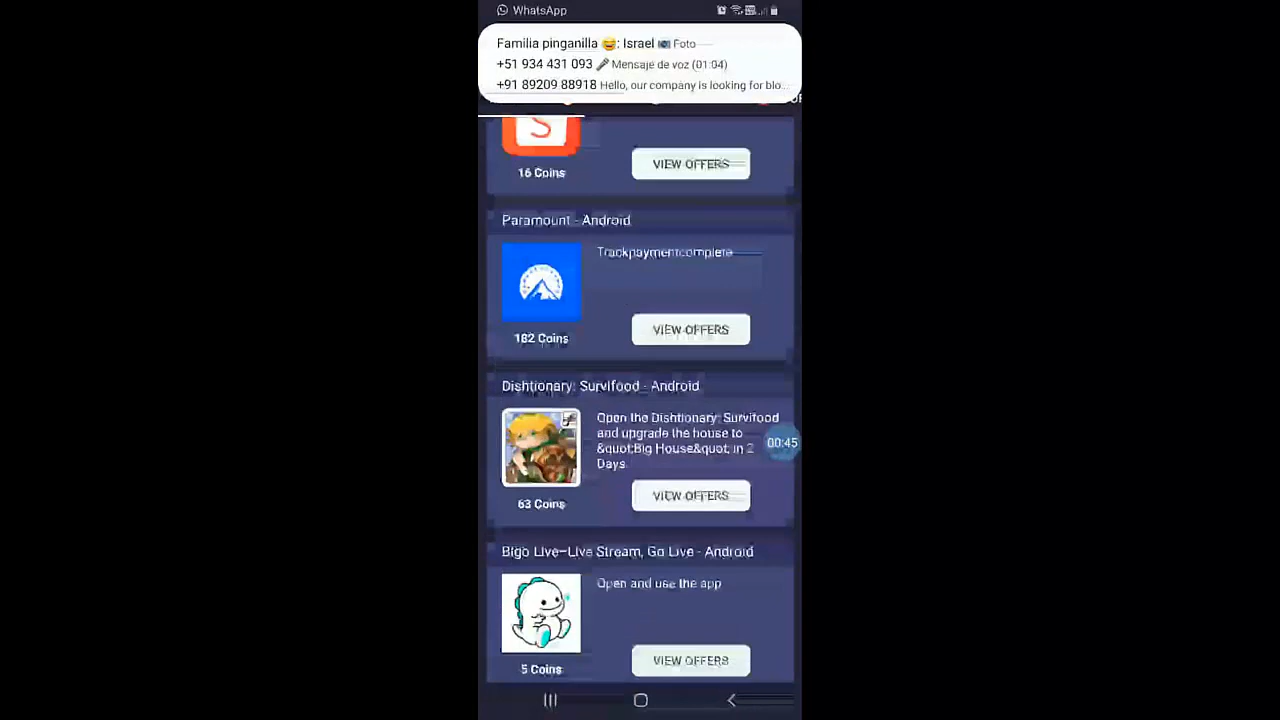 WhatsApp
Familia pinganilla 😅: Israel 📷 Foto
+51 934 431 093 🎤 Mensaje de voz (01:04)
+91 89209 88918 Hello, our company is looking for blo...
S
16 Coins
VIEW OFFERS
Paramount - Android
Trackpaymentcomplete
182 Coins
VIEW OFFERS
Dishtionary: Survifood - Android
Open the Dishtionary: Survifood
and upgrade the house to
&quot;Big House&quot; in 2
Days.
00:45
63 Coins
VIEW OFFERS
Bigo Live–Live Stream, Go Live - Android
Open and use the app
5 Coins
VIEW OFFERS